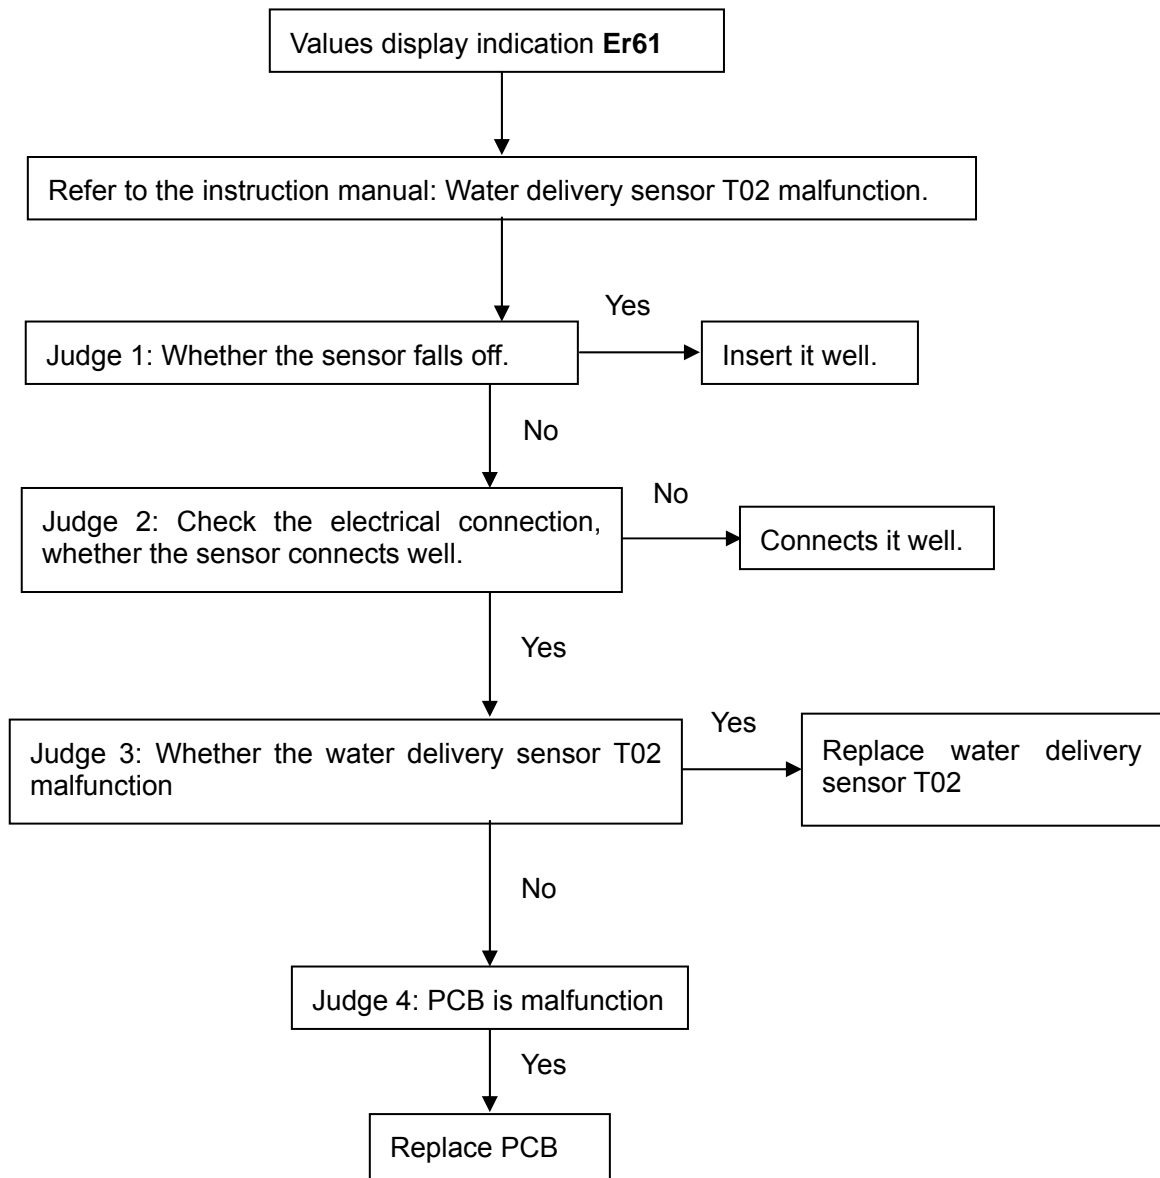 Values display indication Er61
Refer to the instruction manual: Water delivery sensor T02 malfunction.
Yes
Judge 1: Whether the sensor falls off.
Insert it well.
No
No
Judge 2: Check the electrical connection,
whether the sensor connects well.
Connects it well.
Yes
Yes
Judge 3: Whether the water delivery sensor T02
malfunction
Replace water delivery
sensor T02
No
Judge 4: PCB is malfunction
Yes
Replace PCB